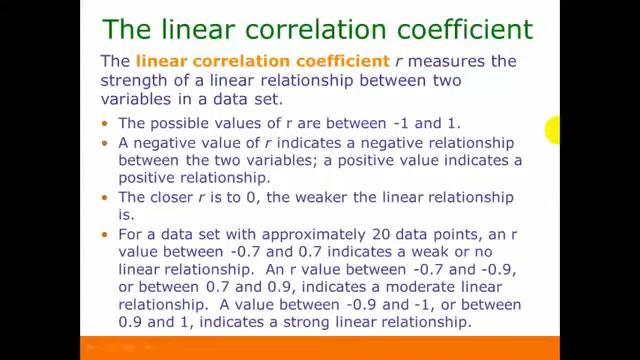 The linear correlation coefficient
The linear correlation coefficient r measures the
strength of a linear relationship between two
variables in a data set.
• The possible values of r are between -1 and 1.
• A negative value of r indicates a negative relationship
between the two variables; a positive value indicates a
positive relationship.
• The closer r is to 0, the weaker the linear relationship
is.
• For a data set with approximately 20 data points, an r
value between -0.7 and 0.7 indicates a weak or no
linear relationship. An r value between -0.7 and -0.9,
or between 0.7 and 0.9, indicates a moderate linear
relationship. A value between -0.9 and -1, or between
0.9 and 1, indicates a strong linear relationship.